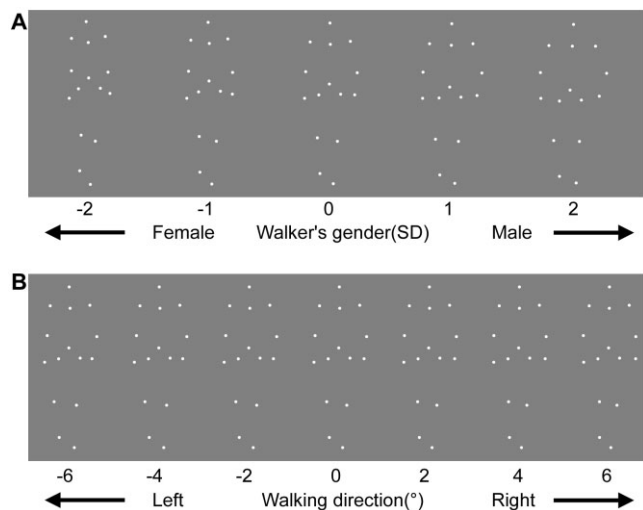 A
-2 -1 0 1 2
Female Walker's gender(SD) Male
B
-6 -4 -2 0 2 4 6
Left Walking direction(°) Right